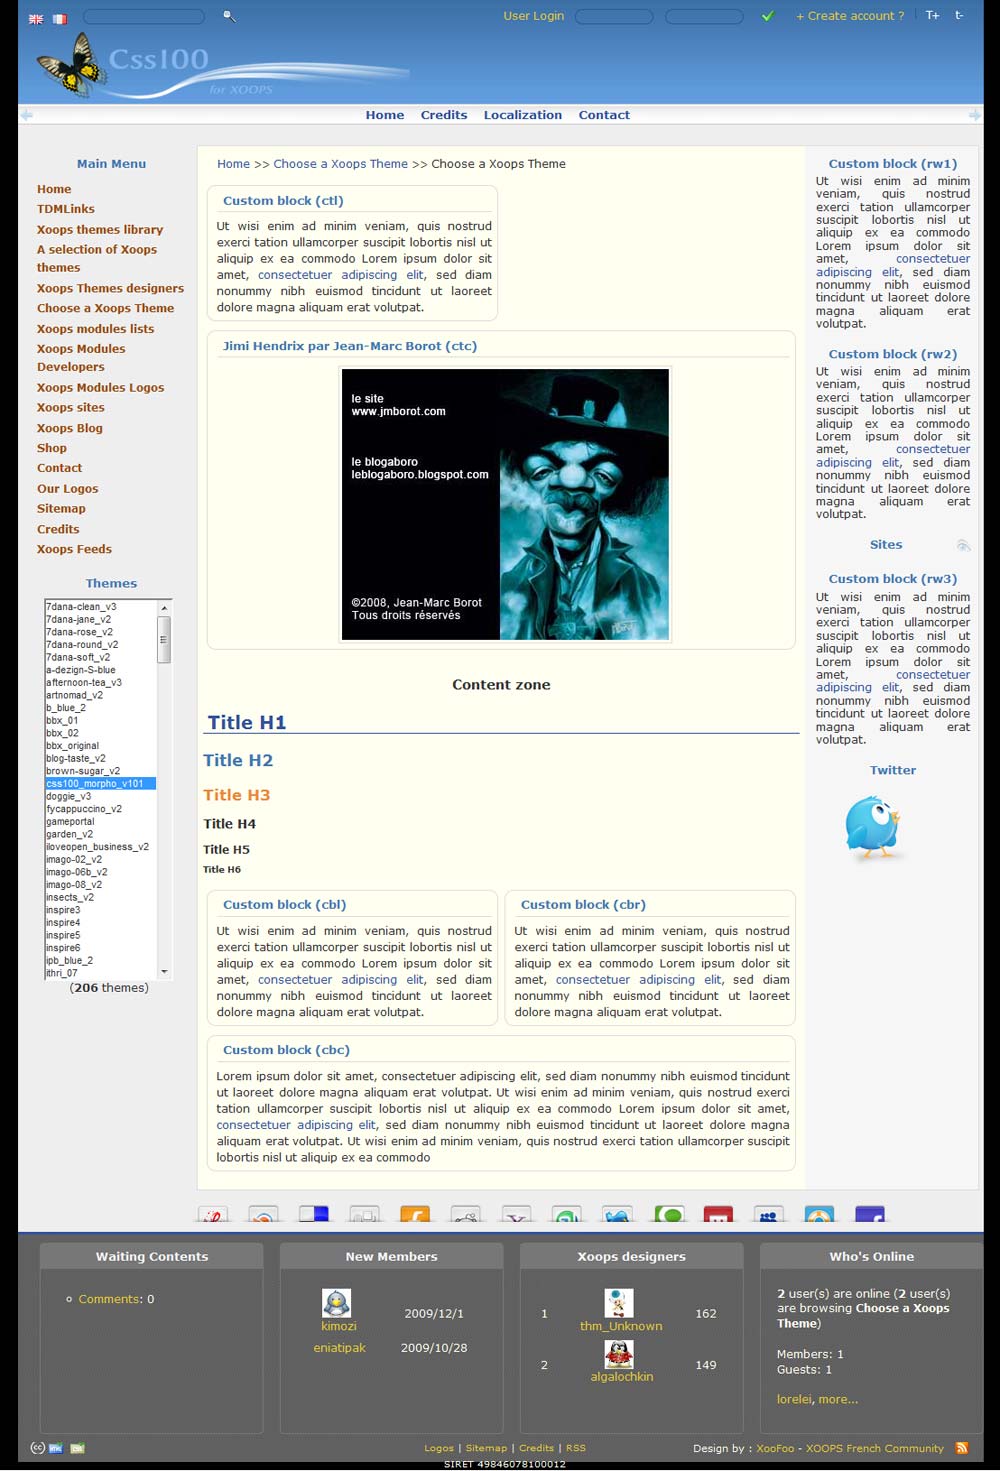 User Login
+ Create account ?
T+
t-
Css100
for XOOPS
Home
Credits
Localization
Contact
Main Menu
Home
TDMLinks
Xoops themes library
A selection of Xoops
themes
Xoops Themes designers
Choose a Xoops Theme
Xoops modules lists
Xoops Modules
Developers
Xoops Modules Logos
Xoops sites
Xoops Blog
Shop
Contact
Our Logos
Sitemap
Credits
Xoops Feeds
Themes
7dana-clean_v3
7dana-jane_v2
7dana-rose_v2
7dana-round_v2
7dana-soft_v2
a-dezign-S-blue
afternoon-tea_v3
artnomad_v2
b_blue_2
bbx_01
bbx_02
bbx_original
blog-taste_v2
brown-sugar_v2
css100_morpho_v101
doggie_v3
fycappuccino_v2
gameportal
garden_v2
iloveopen_business_v2
imago-02_v2
imago-06b_v2
imago-08_v2
insects_v2
inspire3
inspire4
inspire5
inspire6
ipb_blue_2
ithri_07
(206 themes)
Home >> Choose a Xoops Theme >> Choose a Xoops Theme
Custom block (ctl)
Ut wisi enim ad minim veniam, quis nostrud
exerci tation ullamcorper suscipit lobortis nisl ut
aliquip ex ea commodo Lorem ipsum dolor sit
amet, consectetuer adipiscing elit, sed diam
nonummy nibh euismod tincidunt ut laoreet
dolore magna aliquam erat volutpat.
Jimi Hendrix par Jean-Marc Borot (ctc)
le site
www.jmborot.com
le blogaboro
leblogaboro.blogspot.com
©2008, Jean-Marc Borot
Tous droits réservés
Content zone
Title H1
Title H2
Title H3
Title H4
Title H5
Title H6
Custom block (cbl)
Ut wisi enim ad minim veniam, quis nostrud
exerci tation ullamcorper suscipit lobortis nisl ut
aliquip ex ea commodo Lorem ipsum dolor sit
amet, consectetuer adipiscing elit, sed diam
nonummy nibh euismod tincidunt ut laoreet
dolore magna aliquam erat volutpat.
Custom block (cbr)
Ut wisi enim ad minim veniam, quis nostrud
exerci tation ullamcorper suscipit lobortis nisl ut
aliquip ex ea commodo Lorem ipsum dolor sit
amet, consectetuer adipiscing elit, sed diam
nonummy nibh euismod tincidunt ut laoreet
dolore magna aliquam erat volutpat.
Custom block (cbc)
Lorem ipsum dolor sit amet, consectetuer adipiscing elit, sed diam nonummy nibh euismod tincidunt
ut laoreet dolore magna aliquam erat volutpat. Ut wisi enim ad minim veniam, quis nostrud exerci
tation ullamcorper suscipit lobortis nisl ut aliquip ex ea commodo Lorem ipsum dolor sit amet,
consectetuer adipiscing elit, sed diam nonummy nibh euismod tincidunt ut laoreet dolore magna
aliquam erat volutpat. Ut wisi enim ad minim veniam, quis nostrud exerci tation ullamcorper suscipit
lobortis nisl ut aliquip ex ea commodo
Custom block (rw1)
Ut wisi enim ad minim
veniam, quis nostrud
exerci tation ullamcorper
suscipit lobortis nisl ut
aliquip ex ea commodo
Lorem ipsum dolor sit
amet, consectetuer
adipiscing elit, sed diam
nonummy nibh euismod
tincidunt ut laoreet dolore
magna aliquam erat
volutpat.
Custom block (rw2)
Ut wisi enim ad minim
veniam, quis nostrud
exerci tation ullamcorper
suscipit lobortis nisl ut
aliquip ex ea commodo
Lorem ipsum dolor sit
amet, consectetuer
adipiscing elit, sed diam
nonummy nibh euismod
tincidunt ut laoreet dolore
magna aliquam erat
volutpat.
Sites
Custom block (rw3)
Ut wisi enim ad minim
veniam, quis nostrud
exerci tation ullamcorper
suscipit lobortis nisl ut
aliquip ex ea commodo
Lorem ipsum dolor sit
amet, consectetuer
adipiscing elit, sed diam
nonummy nibh euismod
tincidunt ut laoreet dolore
magna aliquam erat
volutpat.
Twitter
Waiting Contents
Comments: 0
New Members
kimozi 2009/12/1
eniatipak 2009/10/28
Xoops designers
1 thm_Unknown 162
2 algalochkin 149
Who's Online
2 user(s) are online (2 user(s)
are browsing Choose a Xoops
Theme)
Members: 1
Guests: 1
lorelei, more...
Logos | Sitemap | Credits | RSS
Design by : XooFoo - XOOPS French Community
SIRET 49846078100012